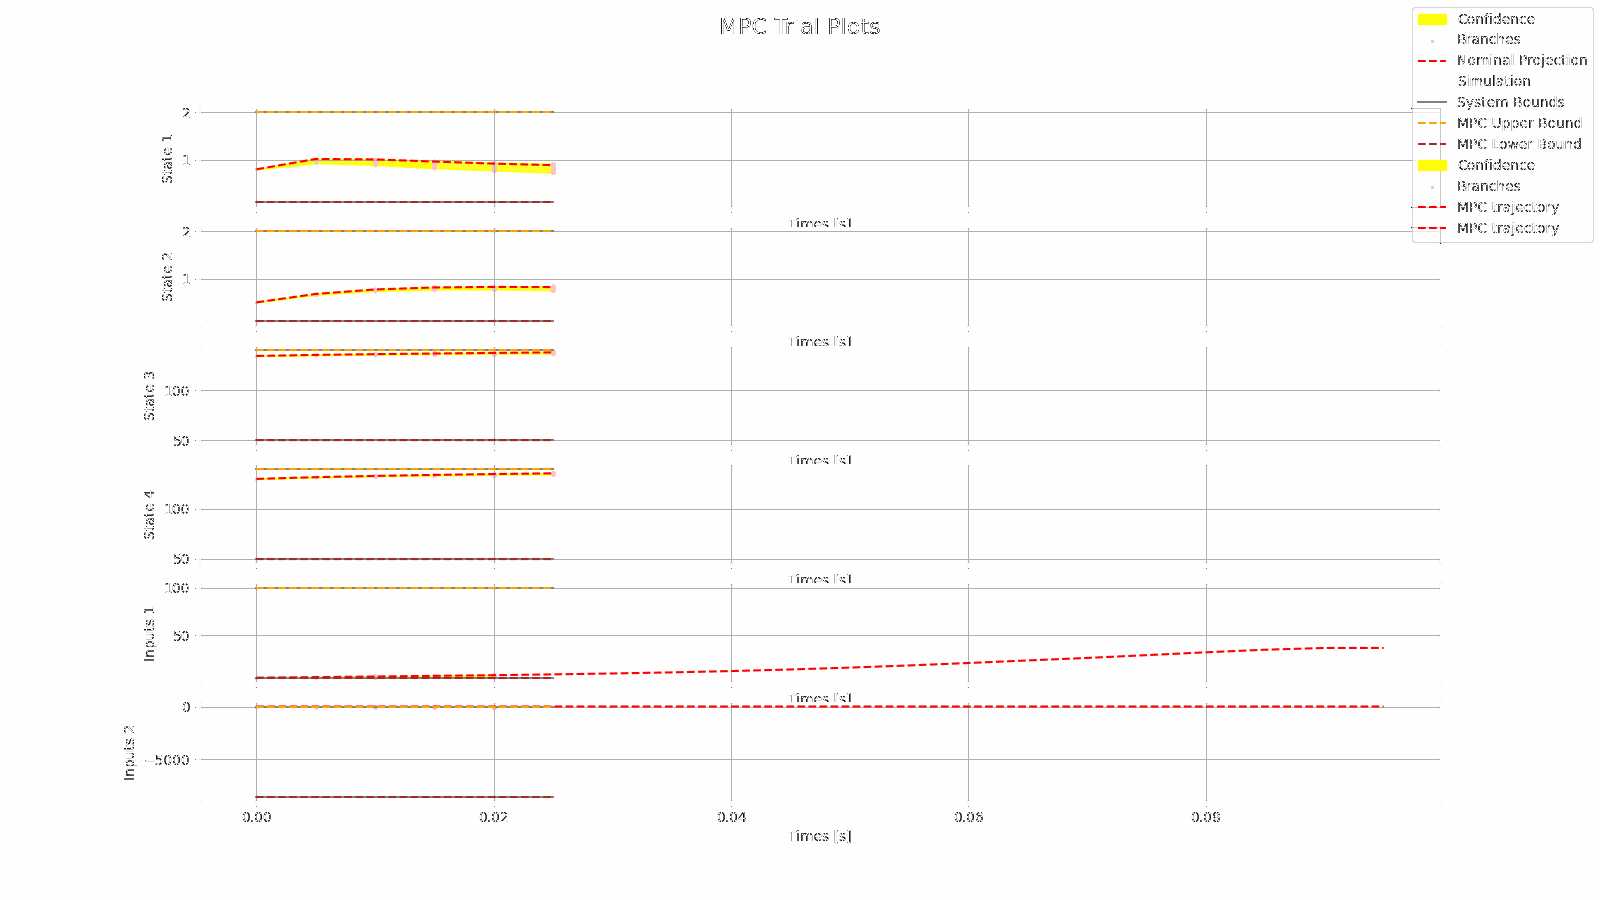 MPC Trial Plots
Confidence
Branches
Nominal Projection
Simulation
System Bounds
MPC Upper Bound
MPC Lower Bound
Confidence
Branches
MPC trajectory
MPC trajectory
2
1
State 1
Times [s]
2
1
State 2
Times [s]
100
50
State 3
Times [s]
100
50
State 4
Times [s]
100
50
Inputs 1
Times [s]
0
−5000
Inputs 2
0.00 0.02 0.04 0.06 0.08
Times [s]